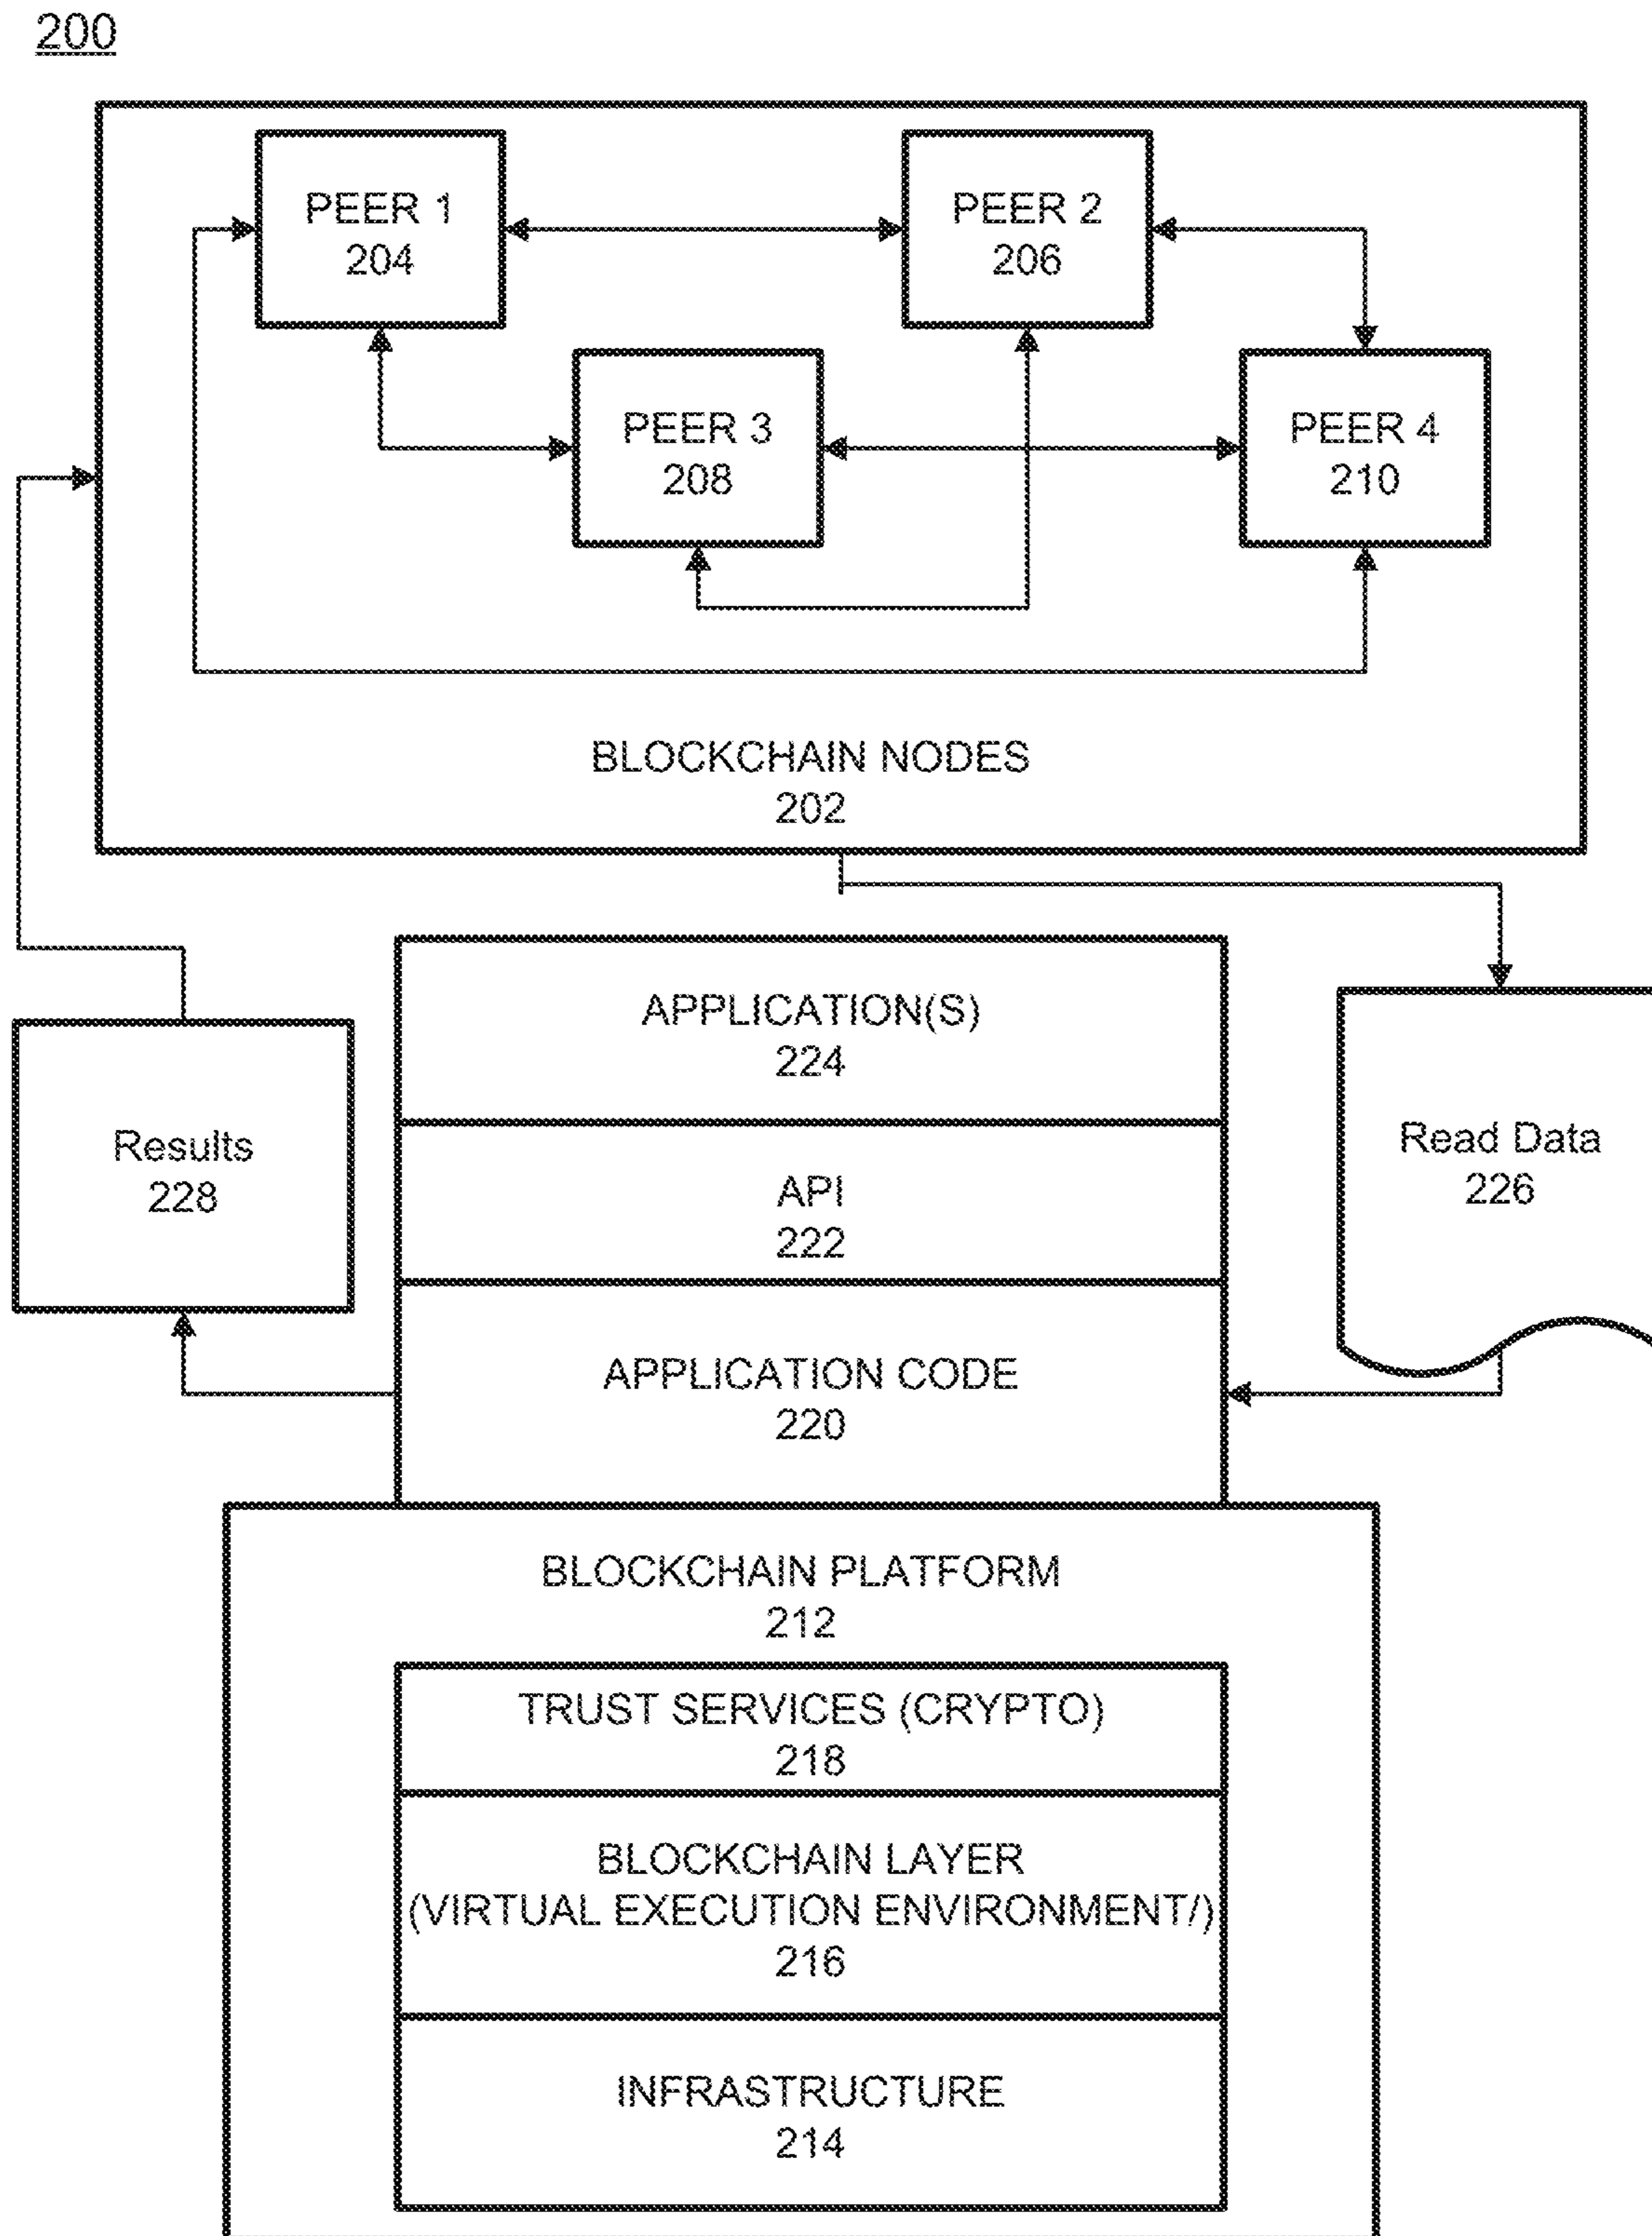 200
PEER 1
204
PEER 2
206
PEER 3
208
PEER 4
210
BLOCKCHAIN NODES
202
APPLICATION(S)
224
API
222
APPLICATION CODE
220
Results
228
Read Data
226
BLOCKCHAIN PLATFORM
212
TRUST SERVICES (CRYPTO)
218
BLOCKCHAIN LAYER
(VIRTUAL EXECUTION ENVIRONMENT/)
216
INFRASTRUCTURE
214